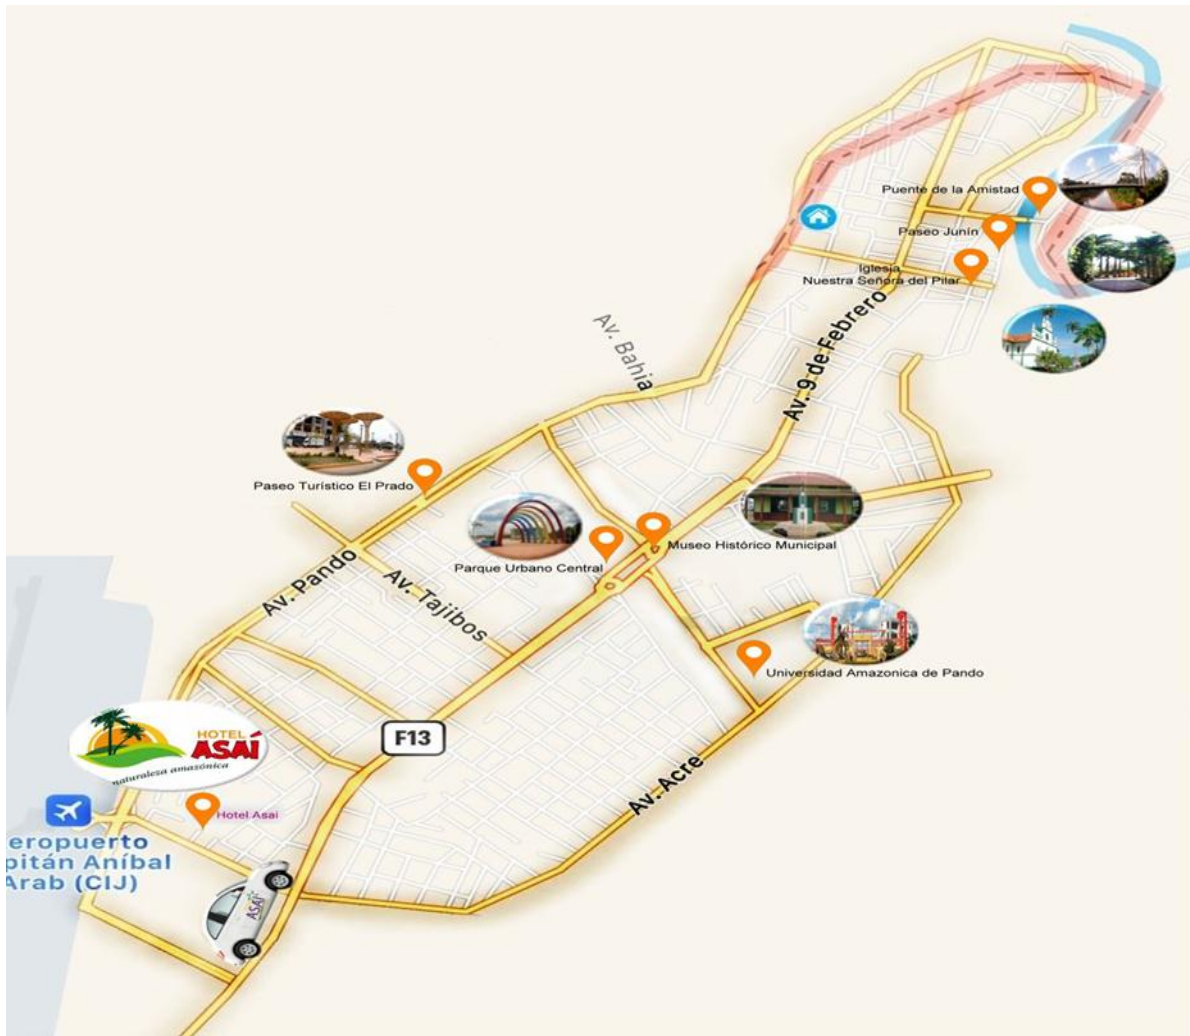 Puente de la Amistad
Paseo Junín
Iglesia
Nuestra Señora del Pilar
Av. 9 de Febrero
Av. Bahia
Paseo Turístico El Prado
Parque Urbano Central
Museo Histórico Municipal
Av. Pando
Av. Tajibos
Universidad Amazonica de Pando
F13
HOTEL
ASAÍ
naturaleza amazónica
Hotel Asai
Av. Acre
eropuerto
pitán Aníbal
Arab (CIJ)
ASAÍ